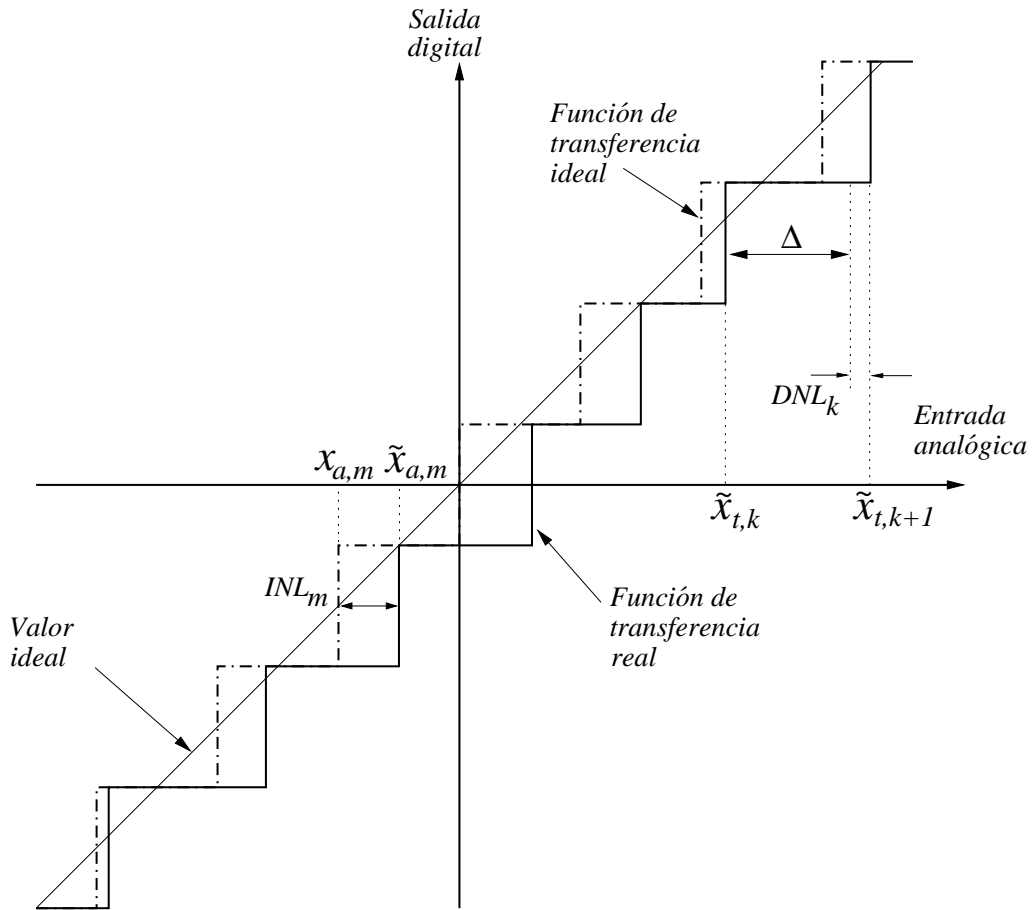 Salida
digital
Función de
transferencia
ideal
Δ
DNL_k
Entrada
analógica
x_{a,m} x̃_{a,m}
x̃_{t,k} x̃_{t,k+1}
INL_m
Función de
transferencia
real
Valor
ideal